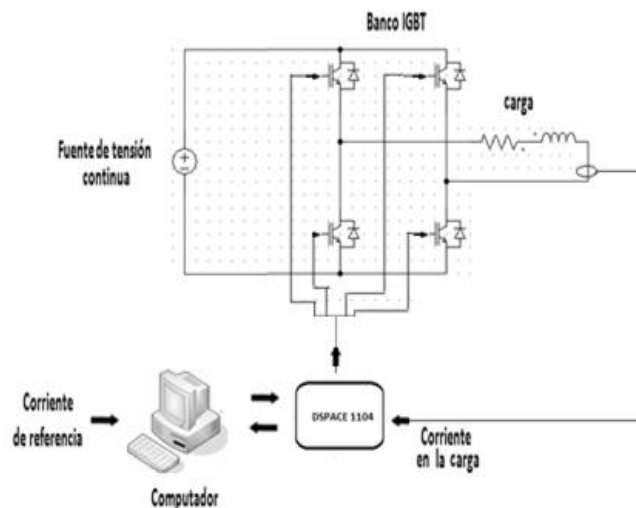 Banco IGBT
carga
Fuente de tensión
continua
Corriente
de referencia
DSPACE 1104
Corriente
en la carga
Computador